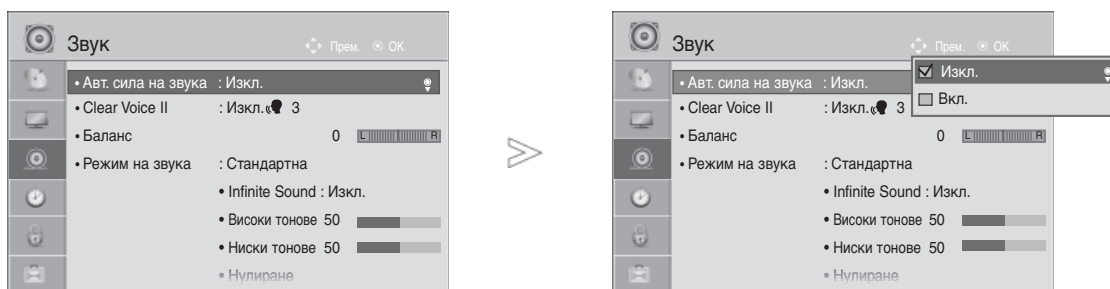 Звук
Прем. OK
• Авт. сила на звука : Изкл.
• Clear Voice II : Изкл. 3
• Баланс 0 L R
• Режим на звука : Стандартна
• Infinite Sound : Изкл.
• Високи тонове 50
• Ниски тонове 50
• Нулиране
Звук
Прем. OK
• Авт. сила на звука : Изкл.
Изкл.
Вкл.
• Clear Voice II : Изкл. 3
• Баланс 0 L R
• Режим на звука : Стандартна
• Infinite Sound : Изкл.
• Високи тонове 50
• Ниски тонове 50
• Нулиране